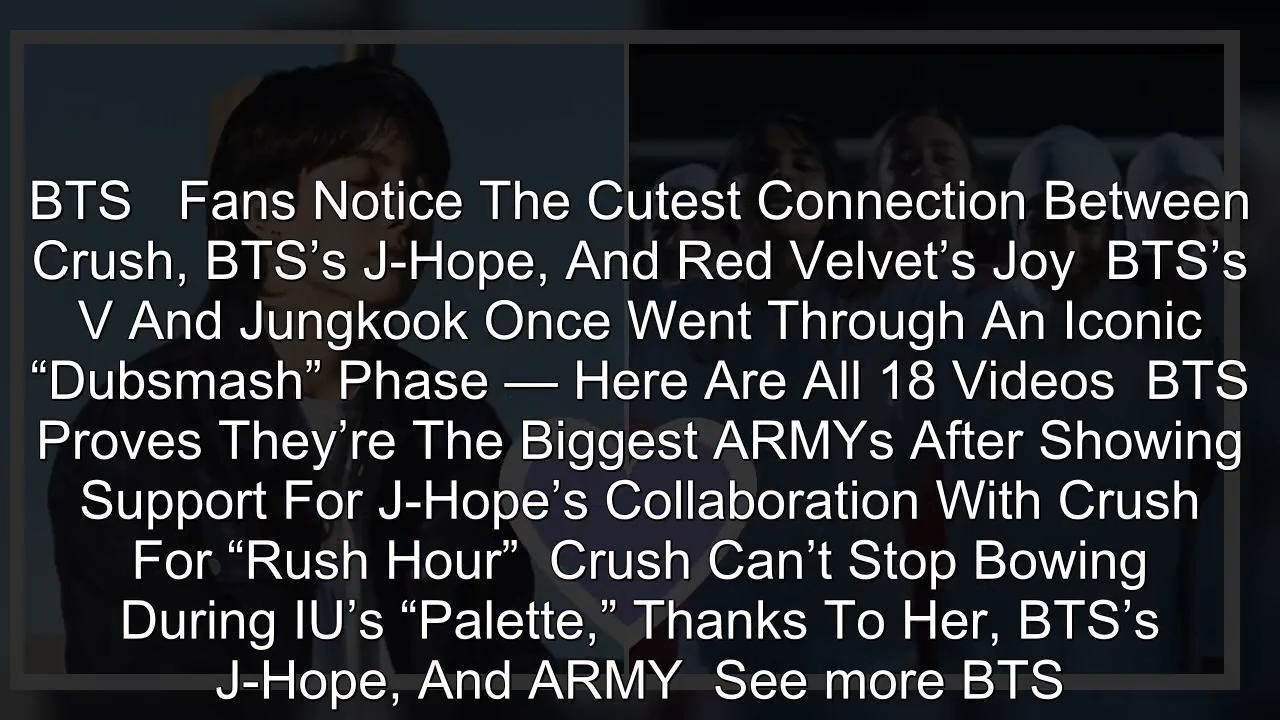 BTS   Fans Notice The Cutest Connection Between
Crush, BTS’s J-Hope, And Red Velvet’s Joy  BTS’s
V And Jungkook Once Went Through An Iconic
“Dubsmash” Phase — Here Are All 18 Videos  BTS
Proves They’re The Biggest ARMYs After Showing
Support For J-Hope’s Collaboration With Crush
For “Rush Hour”  Crush Can’t Stop Bowing
During IU’s “Palette,” Thanks To Her, BTS’s
J-Hope, And ARMY  See more BTS